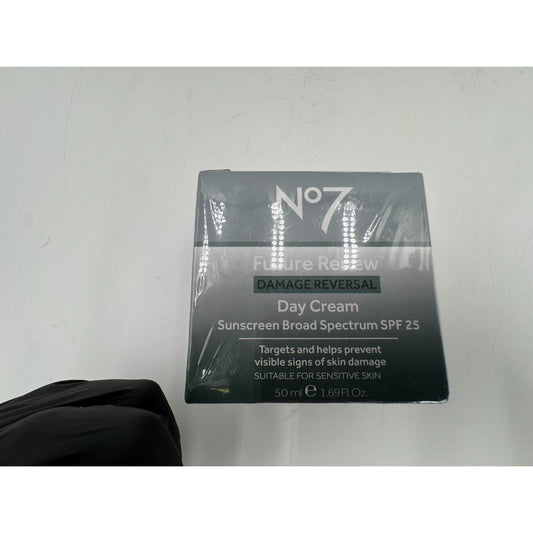 No7
Future Renew
DAMAGE REVERSAL
Day Cream
Sunscreen Broad Spectrum SPF 25
Targets and helps prevent
visible signs of skin damage
SUITABLE FOR SENSITIVE SKIN
50 ml e 1.69 Fl.Oz.